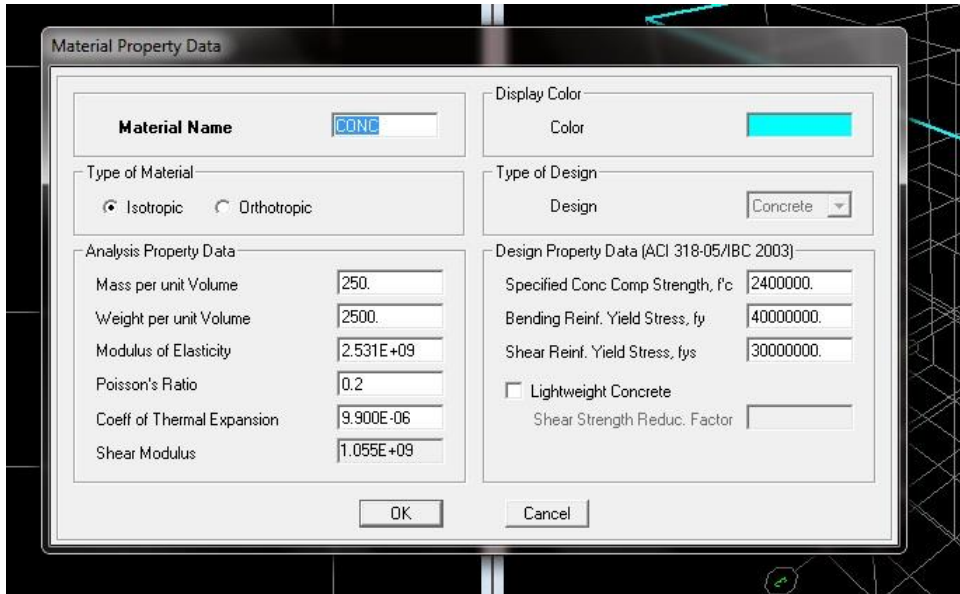 Material Property Data
Material Name CONC
Display Color
Color
Type of Material
Isotropic Orthotropic
Type of Design
Design Concrete
Analysis Property Data
Mass per unit Volume 250.
Weight per unit Volume 2500.
Modulus of Elasticity 2.531E+09
Poisson's Ratio 0.2
Coeff of Thermal Expansion 9.900E-06
Shear Modulus 1.055E+09
Design Property Data (ACI 318-05/IBC 2003)
Specified Conc Comp Strength, f'c 2400000.
Bending Reinf. Yield Stress, fy 40000000.
Shear Reinf. Yield Stress, fys 30000000.
Lightweight Concrete
Shear Strength Reduc. Factor
OK Cancel